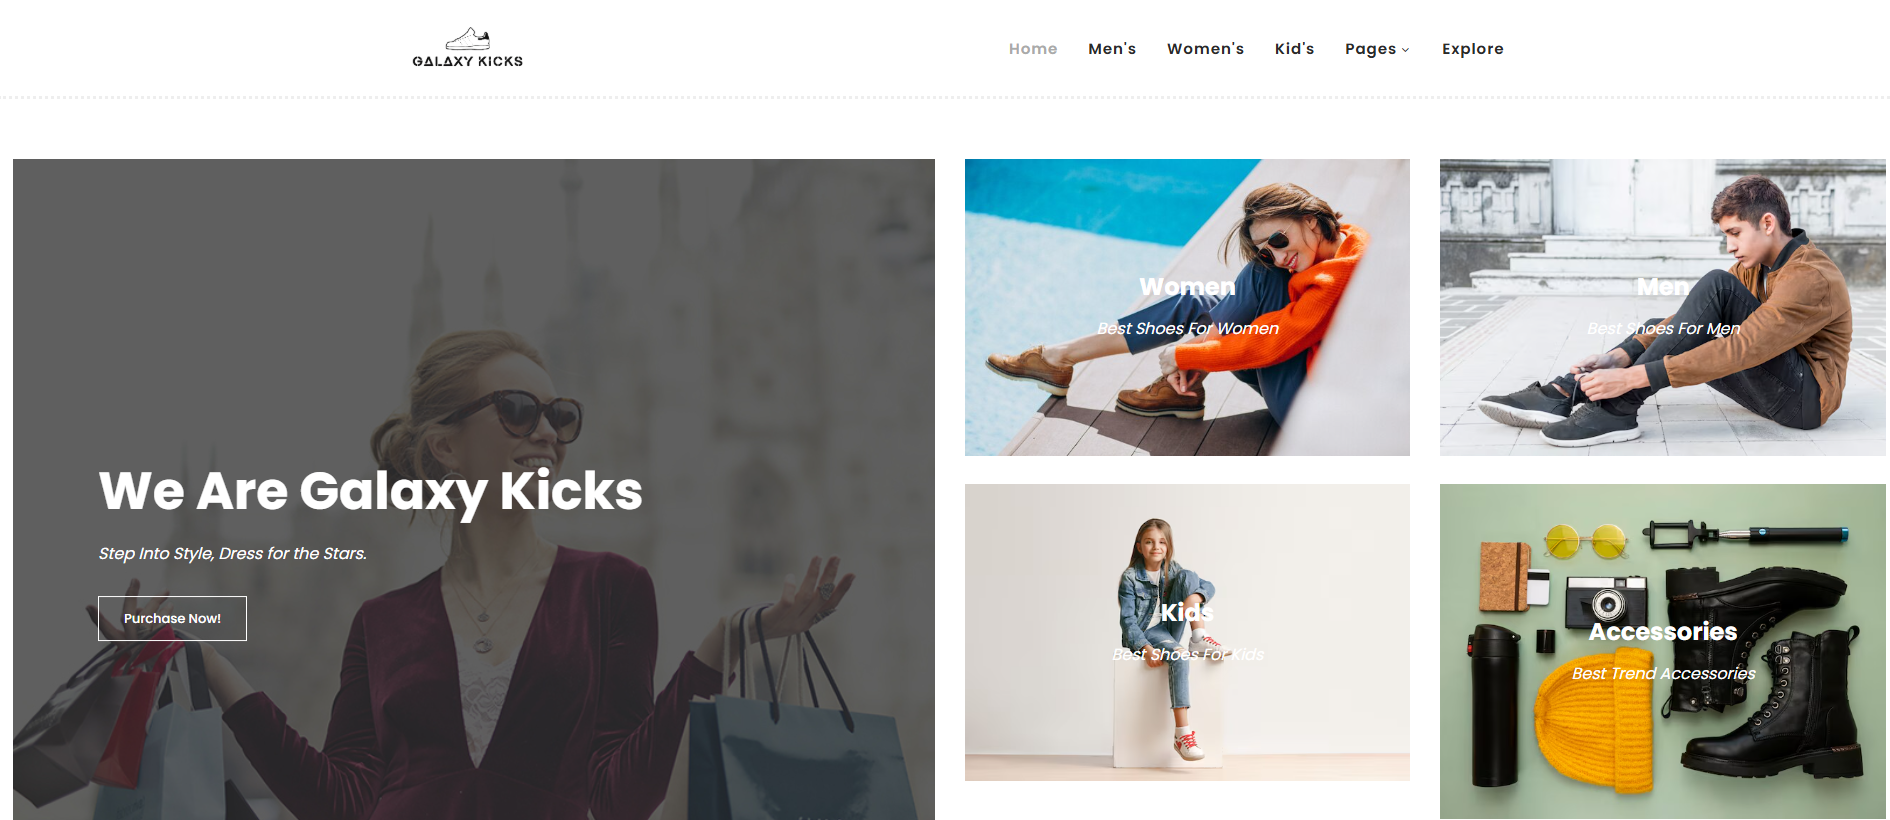 GALAXY KICKS
Home Men's Women's Kid's Pages Explore
We Are Galaxy Kicks
Step Into Style, Dress for the Stars.
Purchase Now!
Women
Best Shoes For Women
Men
Best Shoes For Men
Kids
Best Shoes For Kids
Accessories
Best Trend Accessories